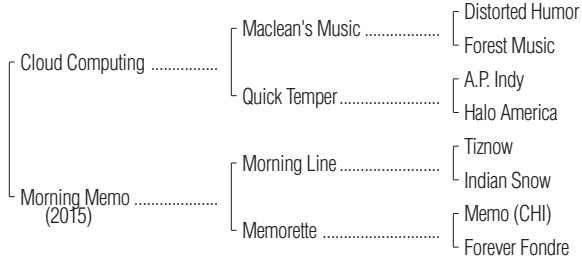 Distorted Humor
Maclean's Music ..................
Forest Music
Cloud Computing ................
A.P. Indy
Quick Temper........................
Halo America
Tiznow
Morning Line........................
Indian Snow
Morning Memo ....................
(2015)
Memo (CHI)
Memorette ............................
Forever Fondre